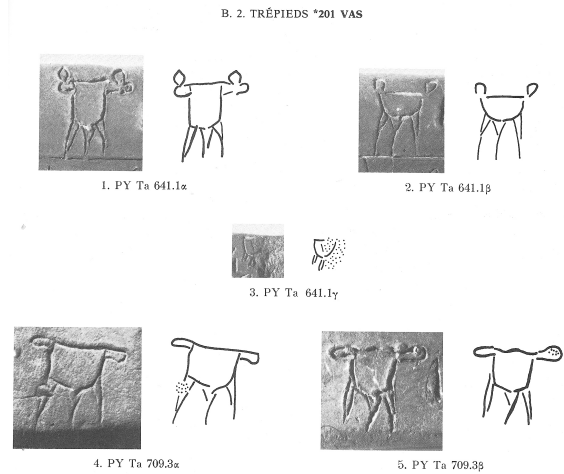 B. 2. TRÉPIEDS *201 VAS
1. PY Ta 641.1α
2. PY Ta 641.1β
3. PY Ta 641.1γ
4. PY Ta 709.3α
5. PY Ta 709.3β